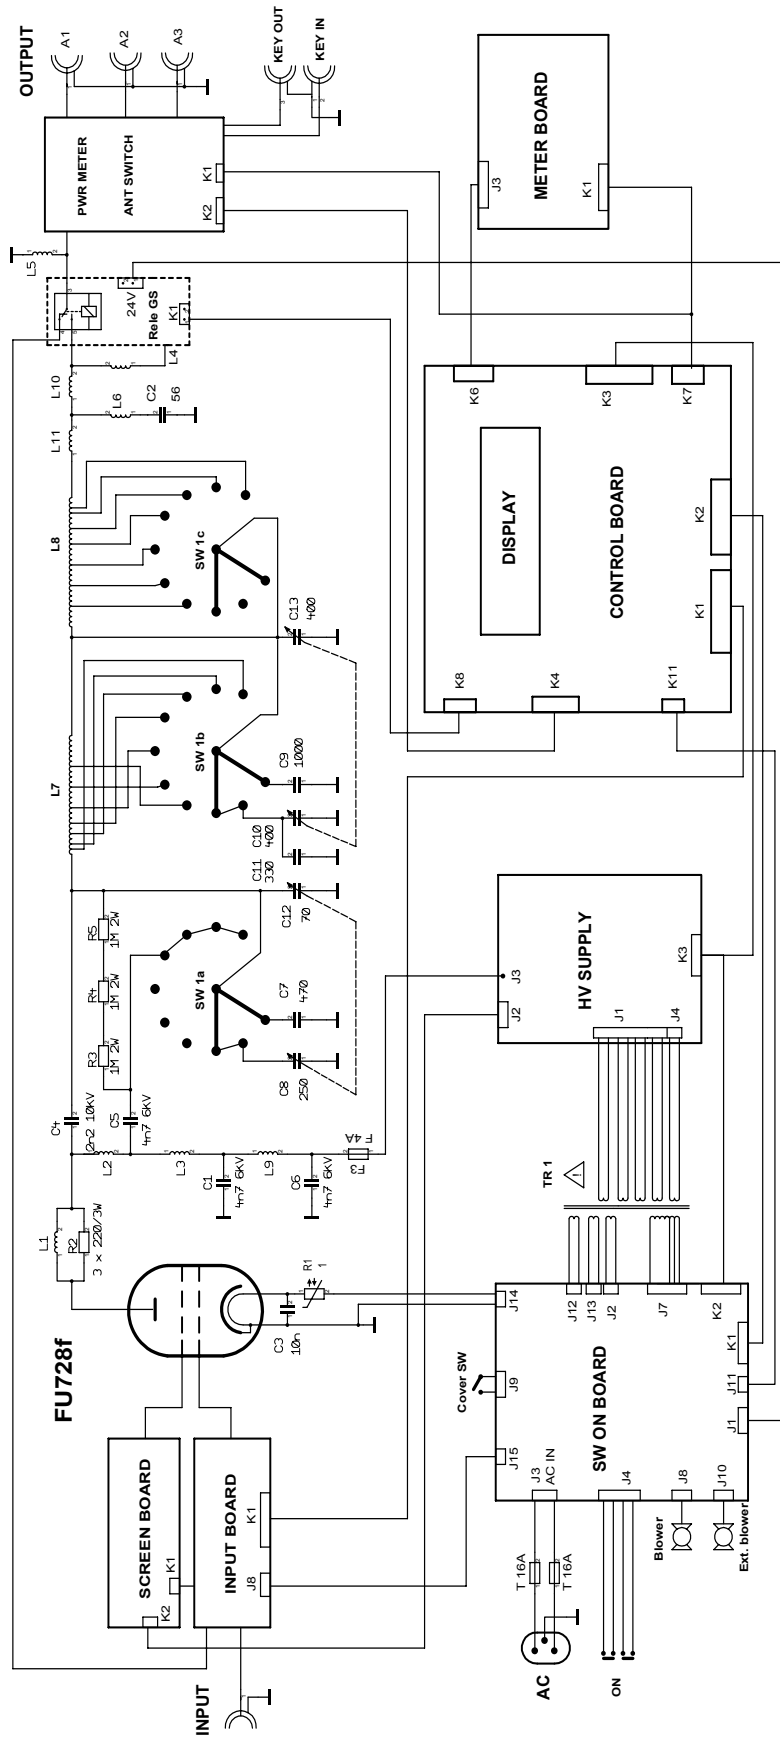 OUTPUT
A1
A2
A3
KEY OUT
KEY IN
PWR METER
ANT SWITCH
K1
K2
METER BOARD
J3
K1
L5
24V
Rele GS
K1
L4
L10
L6
C2
56
L11
L8
SW 1c
C13
400
L7
SW 1b
C9
1000
C10
400
C11
330
C12
70
R5
1M 2W
R4
1M 2W
R3
1M 2W
SW 1a
C7
470
C8
250
C4
2n2 10KV
C5
4n7 6KV
L2
L3
L9
C1
4n7 6KV
C6
4n7 6KV
F3
F 4A
L1
R2
3 x 220/3W
FU728f
C3
10n
R1
1
SCREEN BOARD
K2
K1
INPUT BOARD
J8
K1
INPUT
DISPLAY
CONTROL BOARD
K6
K3
K7
K2
K1
K8
K4
K11
HV SUPPLY
J3
J2
J1
J4
K3
TR 1
SW ON BOARD
J14
J9
J15
J12
J13
J2
J7
K2
K1
J11
J1
J3
AC IN
J4
J8
J10
Cover SW
T 16A
T 16A
AC
ON
Blower
Ext. blower